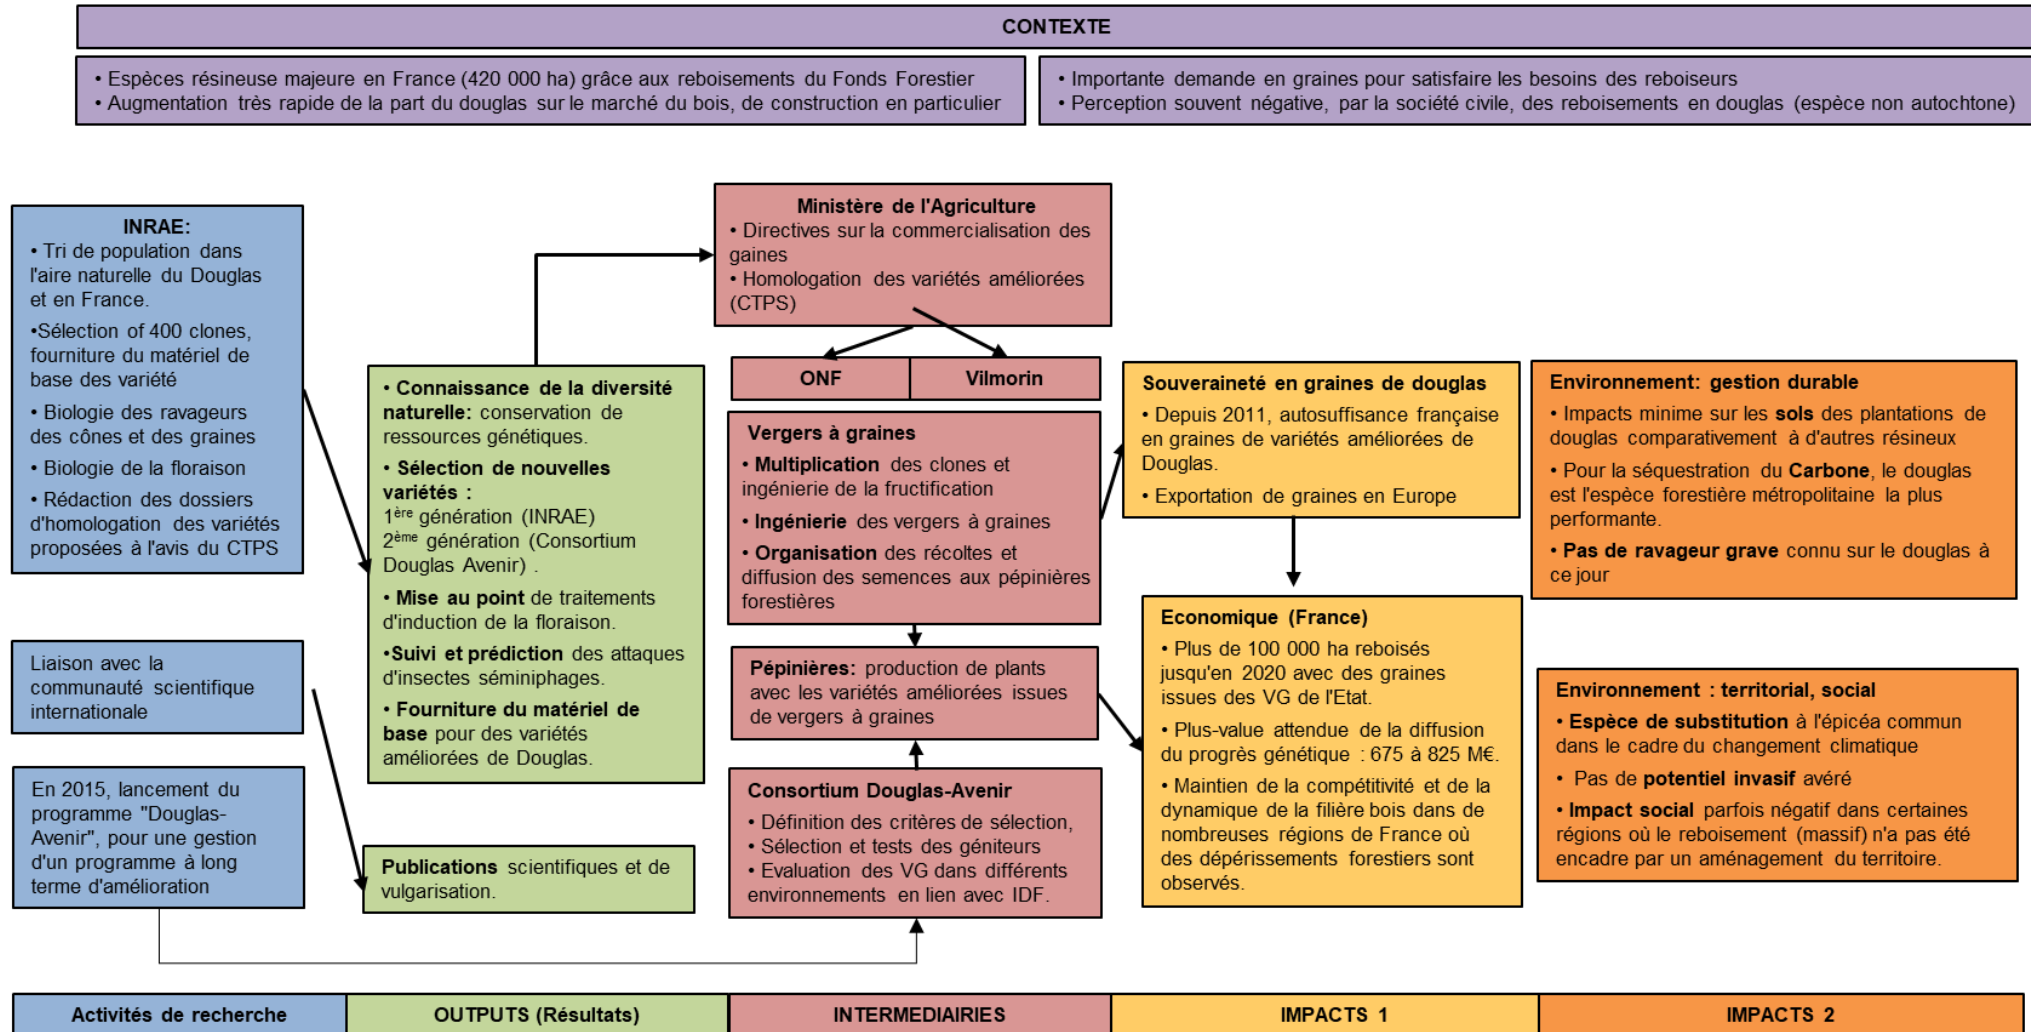 CONTEXTE
• Espèces résineuse majeure en France (420 000 ha) grâce aux reboisements du Fonds Forestier
• Augmentation très rapide de la part du douglas sur le marché du bois, de construction en particulier
• Importante demande en graines pour satisfaire les besoins des reboiseurs
• Perception souvent négative, par la société civile, des reboisements en douglas (espèce non autochtone)
INRAE:
• Tri de population dans
l'aire naturelle du Douglas
et en France.
•Sélection of 400 clones,
fourniture du matériel de
base des variété
• Biologie des ravageurs
des cônes et des graines
• Biologie de la floraison
• Rédaction des dossiers
d'homologation des variétés
proposées à l'avis du CTPS
Liaison avec la
communauté scientifique
internationale
En 2015, lancement du
programme "Douglas-
Avenir", pour une gestion
d'un programme à long
terme d'amélioration
• Connaissance de la diversité
naturelle: conservation de
ressources génétiques.
• Sélection de nouvelles
variétés :
1ère génération (INRAE)
2ème génération (Consortium
Douglas Avenir) .
• Mise au point de traitements
d'induction de la floraison.
•Suivi et prédiction des attaques
d'insectes séminiphages.
• Fourniture du matériel de
base pour des variétés
améliorées de Douglas.
Publications scientifiques et de
vulgarisation.
Ministère de l'Agriculture
• Directives sur la commercialisation des
gaines
• Homologation des variétés améliorées
(CTPS)
ONF
Vilmorin
Vergers à graines
• Multiplication des clones et
ingénierie de la fructification
• Ingénierie des vergers à graines
• Organisation des récoltes et
diffusion des semences aux pépinières
forestières
Pépinières: production de plants
avec les variétés améliorées issues
de vergers à graines
Consortium Douglas-Avenir
• Définition des critères de sélection,
• Sélection et tests des géniteurs
• Evaluation des VG dans différents
environnements en lien avec IDF.
Souveraineté en graines de douglas
• Depuis 2011, autosuffisance française
en graines de variétés améliorées de
Douglas.
• Exportation de graines en Europe
Economique (France)
• Plus de 100 000 ha reboisés
jusqu'en 2020 avec des graines
issues des VG de l'Etat.
• Plus-value attendue de la diffusion
du progrès génétique : 675 à 825 M€.
• Maintien de la compétitivité et de la
dynamique de la filière bois dans de
nombreuses régions de France où
des dépérissements forestiers sont
observés.
Environnement: gestion durable
• Impacts minime sur les sols des plantations de
douglas comparativement à d'autres résineux
• Pour la séquestration du Carbone, le douglas
est l'espèce forestière métropolitaine la plus
performante.
• Pas de ravageur grave connu sur le douglas à
ce jour
Environnement : territorial, social
• Espèce de substitution à l'épicéa commun
dans le cadre du changement climatique
• Pas de potentiel invasif avéré
• Impact social parfois négatif dans certaines
régions où le reboisement (massif) n'a pas été
encadre par un aménagement du territoire.
Activités de recherche
OUTPUTS (Résultats)
INTERMEDIAIRIES
IMPACTS 1
IMPACTS 2